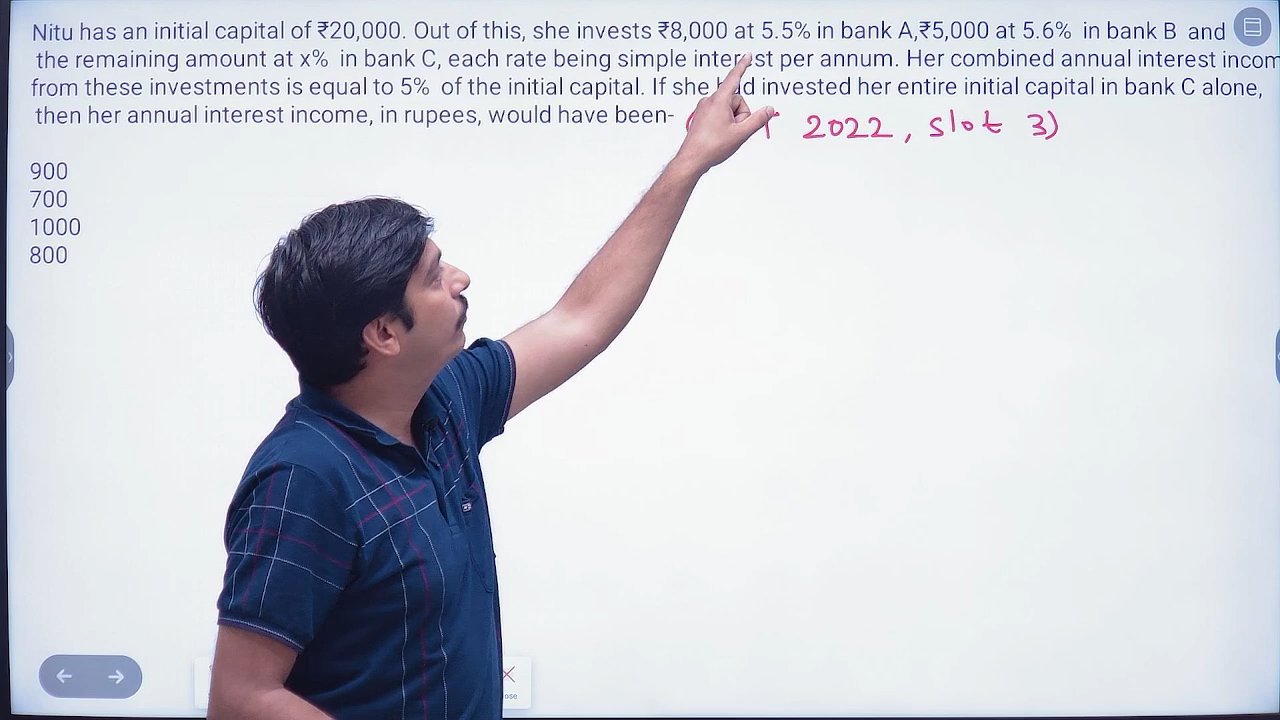 Nitu has an initial capital of ₹20,000. Out of this, she invests ₹8,000 at 5.5% in bank A,₹5,000 at 5.6% in bank B and
the remaining amount at x% in bank C, each rate being simple interest per annum. Her combined annual interest incom
from these investments is equal to 5% of the initial capital. If she had invested her entire initial capital in bank C alone,
then her annual interest income, in rupees, would have been-
2022, slot 3)
900
700
1000
800